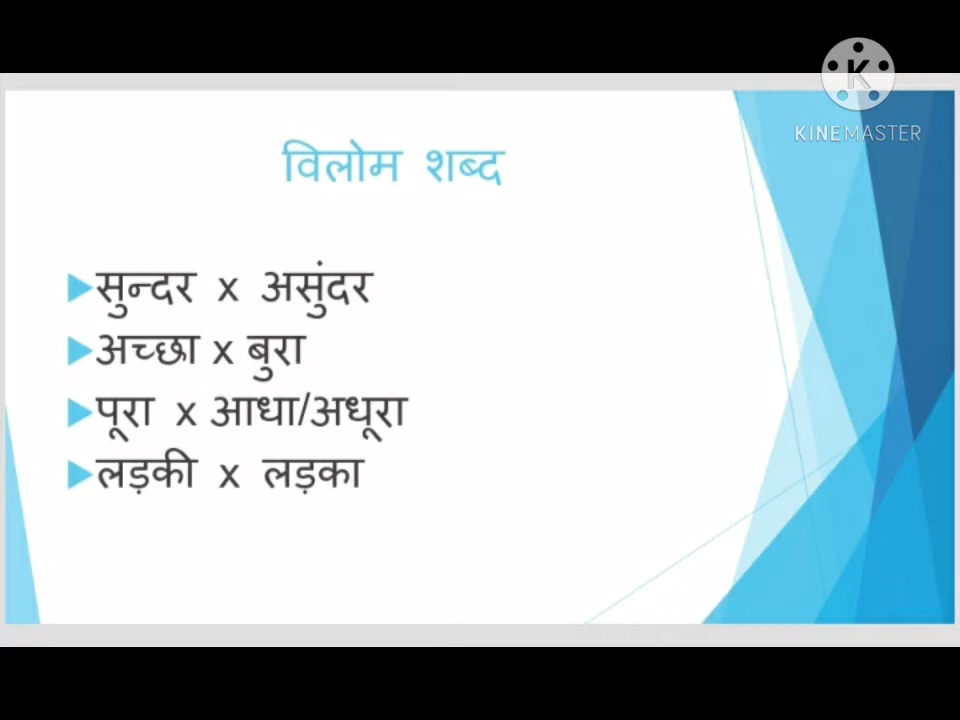 K
KINEMASTER
विलोम शब्द
सुन्दर x असुंदर
अच्छा x बुरा
पूरा x आधा/अधूरा
लड़की x लड़का